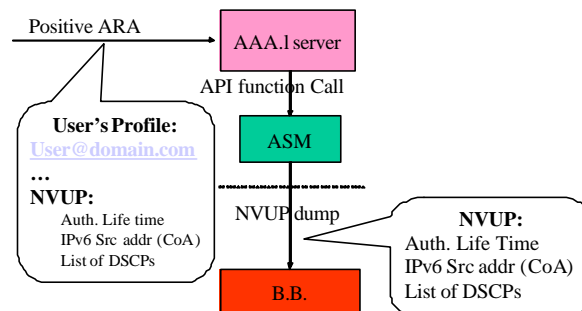 Positive ARA
AAA.l server
API function Call
User's Profile:
User@domain.com
...
NVUP:
Auth. Life time
IPv6 Src addr (CoA)
List of DSCPs
ASM
NVUP dump
NVUP:
Auth. Life Time
IPv6 Src addr (CoA)
List of DSCPs
B.B.